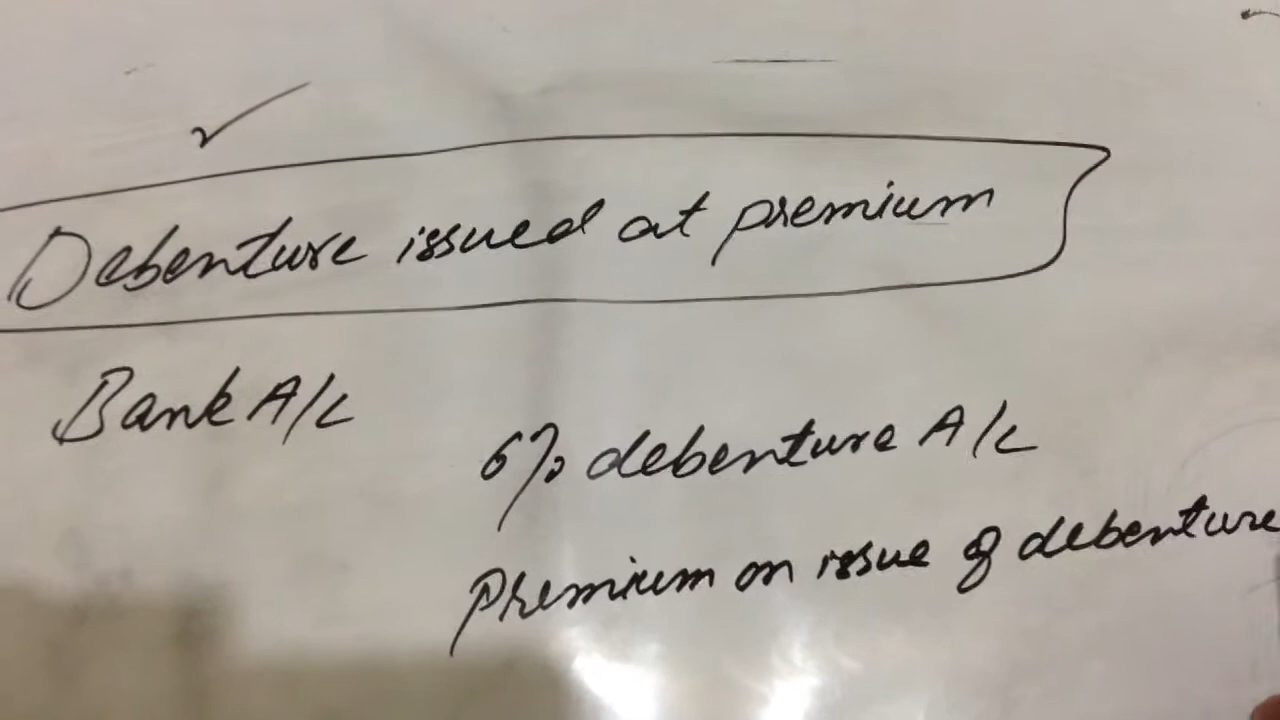 Debenture issued at premium
Bank A/c
6% debenture A/c
Premium on issue of debenture